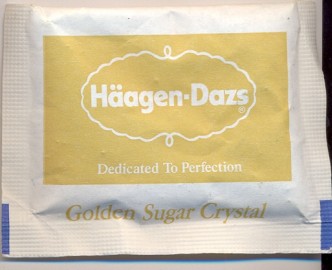 Häagen-Dazs®
Dedicated To Perfection
Golden Sugar Crystal